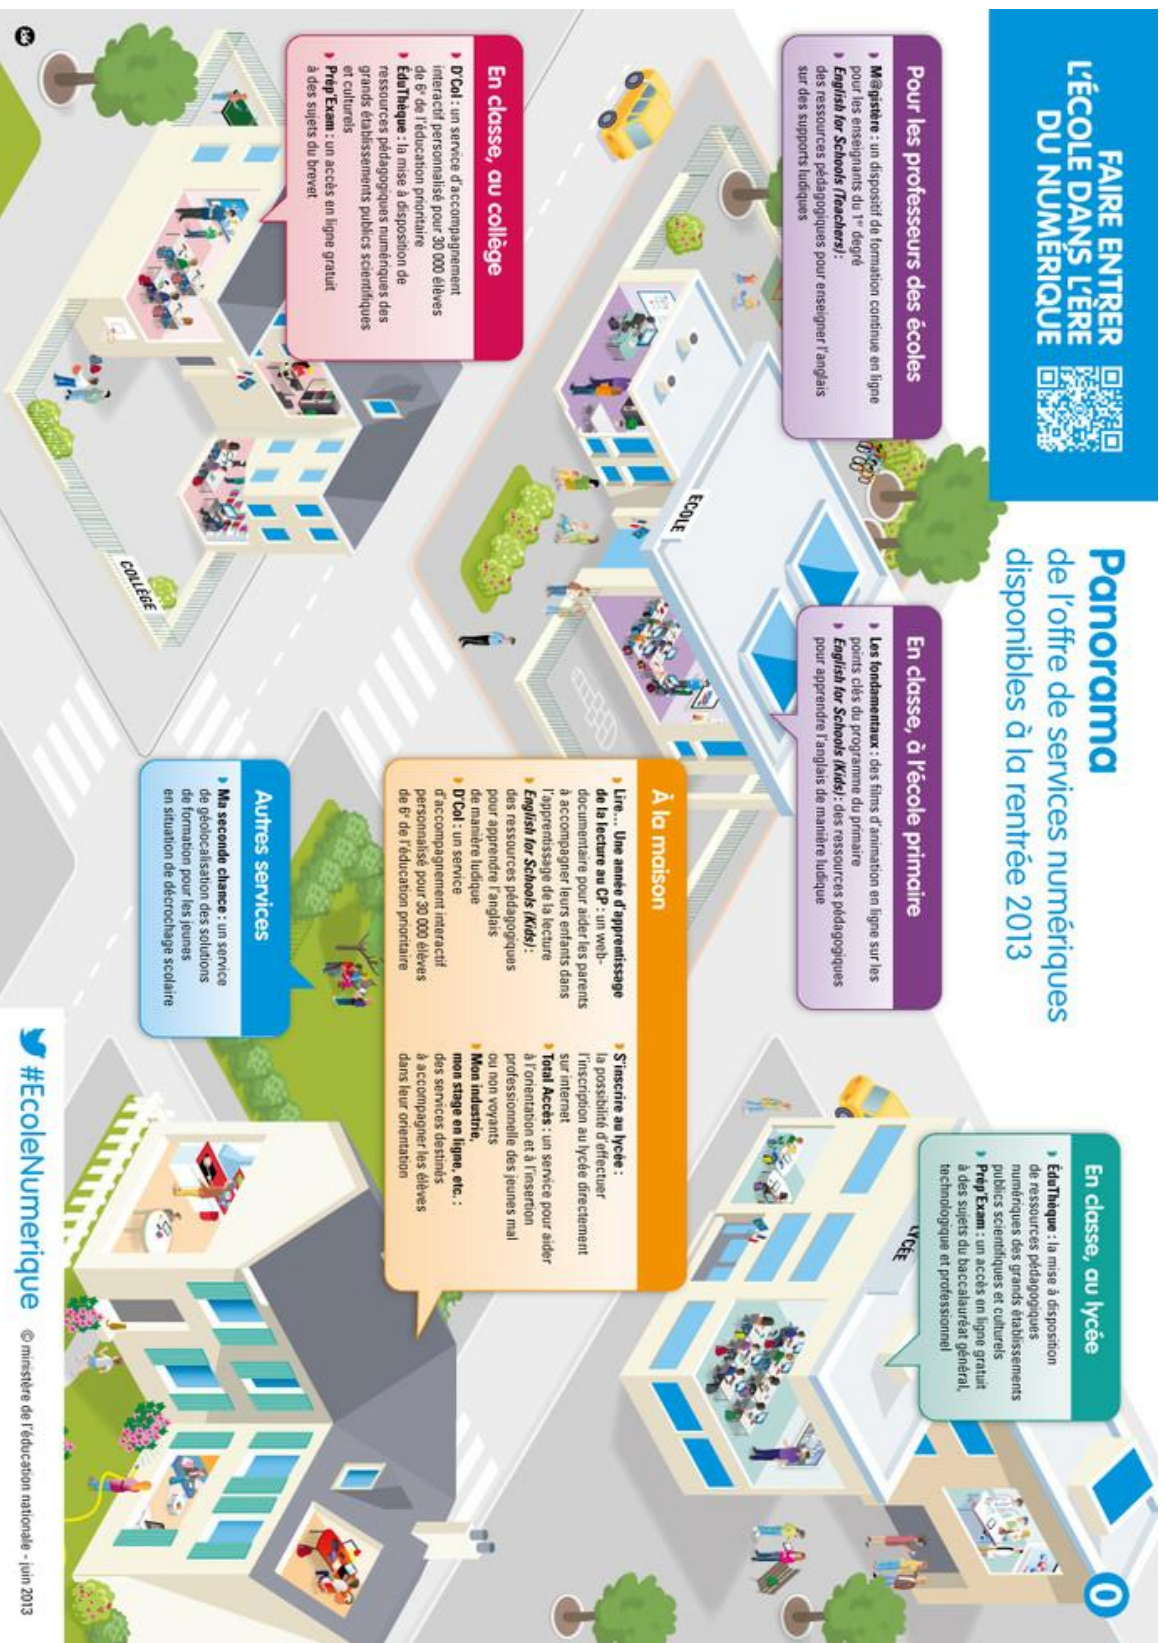 FAIRE ENTRER
L'ÉCOLE DANS L'ÈRE
DU NUMÉRIQUE
Panorama
de l'offre de services numériques
disponibles à la rentrée 2013
Pour les professeurs des écoles
M@gistère : un dispositif de formation continue en ligne
pour les enseignants du 1er degré
English for Schools (Teachers) :
des ressources pédagogiques pour enseigner l'anglais
sur des supports ludiques
En classe, à l'école primaire
Les fondamentaux : des films d'animation en ligne sur les
points clés du programme du primaire
English for Schools (Kids) : des ressources pédagogiques
pour apprendre l'anglais de manière ludique
En classe, au lycée
ÉduThèque : la mise à disposition
de ressources pédagogiques
numériques des grands établissements
publics scientifiques et culturels
Prép'Exam : un accès en ligne gratuit
à des sujets du baccalauréat général,
technologique et professionnel
En classe, au collège
D'Col : un service d'accompagnement
interactif personnalisé pour 30 000 élèves
de 6e de l'éducation prioritaire
ÉduThèque : la mise à disposition de
ressources pédagogiques numériques des
grands établissements publics scientifiques
et culturels
Prép'Exam : un accès en ligne gratuit
à des sujets du brevet
À la maison
Lire... Une année d'apprentissage
de la lecture au CP : un web-
documentaire pour aider les parents
à accompagner leurs enfants dans
l'apprentissage de la lecture
English for Schools (Kids) :
des ressources pédagogiques
pour apprendre l'anglais
de manière ludique
D'Col : un service
d'accompagnement interactif
personnalisé pour 30 000 élèves
de 6e de l'éducation prioritaire
S'inscrire au lycée :
la possibilité d'effectuer
l'inscription au lycée directement
sur internet
Total Accès : un service pour aider
à l'orientation et à l'insertion
professionnelle des jeunes mal
ou non voyants
Mon industrie,
mon stage en ligne, etc. :
des services destinés
à accompagner les élèves
dans leur orientation
Autres services
Ma seconde chance : un service
de géolocalisation des solutions
de formation pour les jeunes
en situation de décrochage scolaire
ECOLE
COLLÈGE
LYCÉE
#EcoleNumerique © ministère de l'éducation nationale - juin 2013